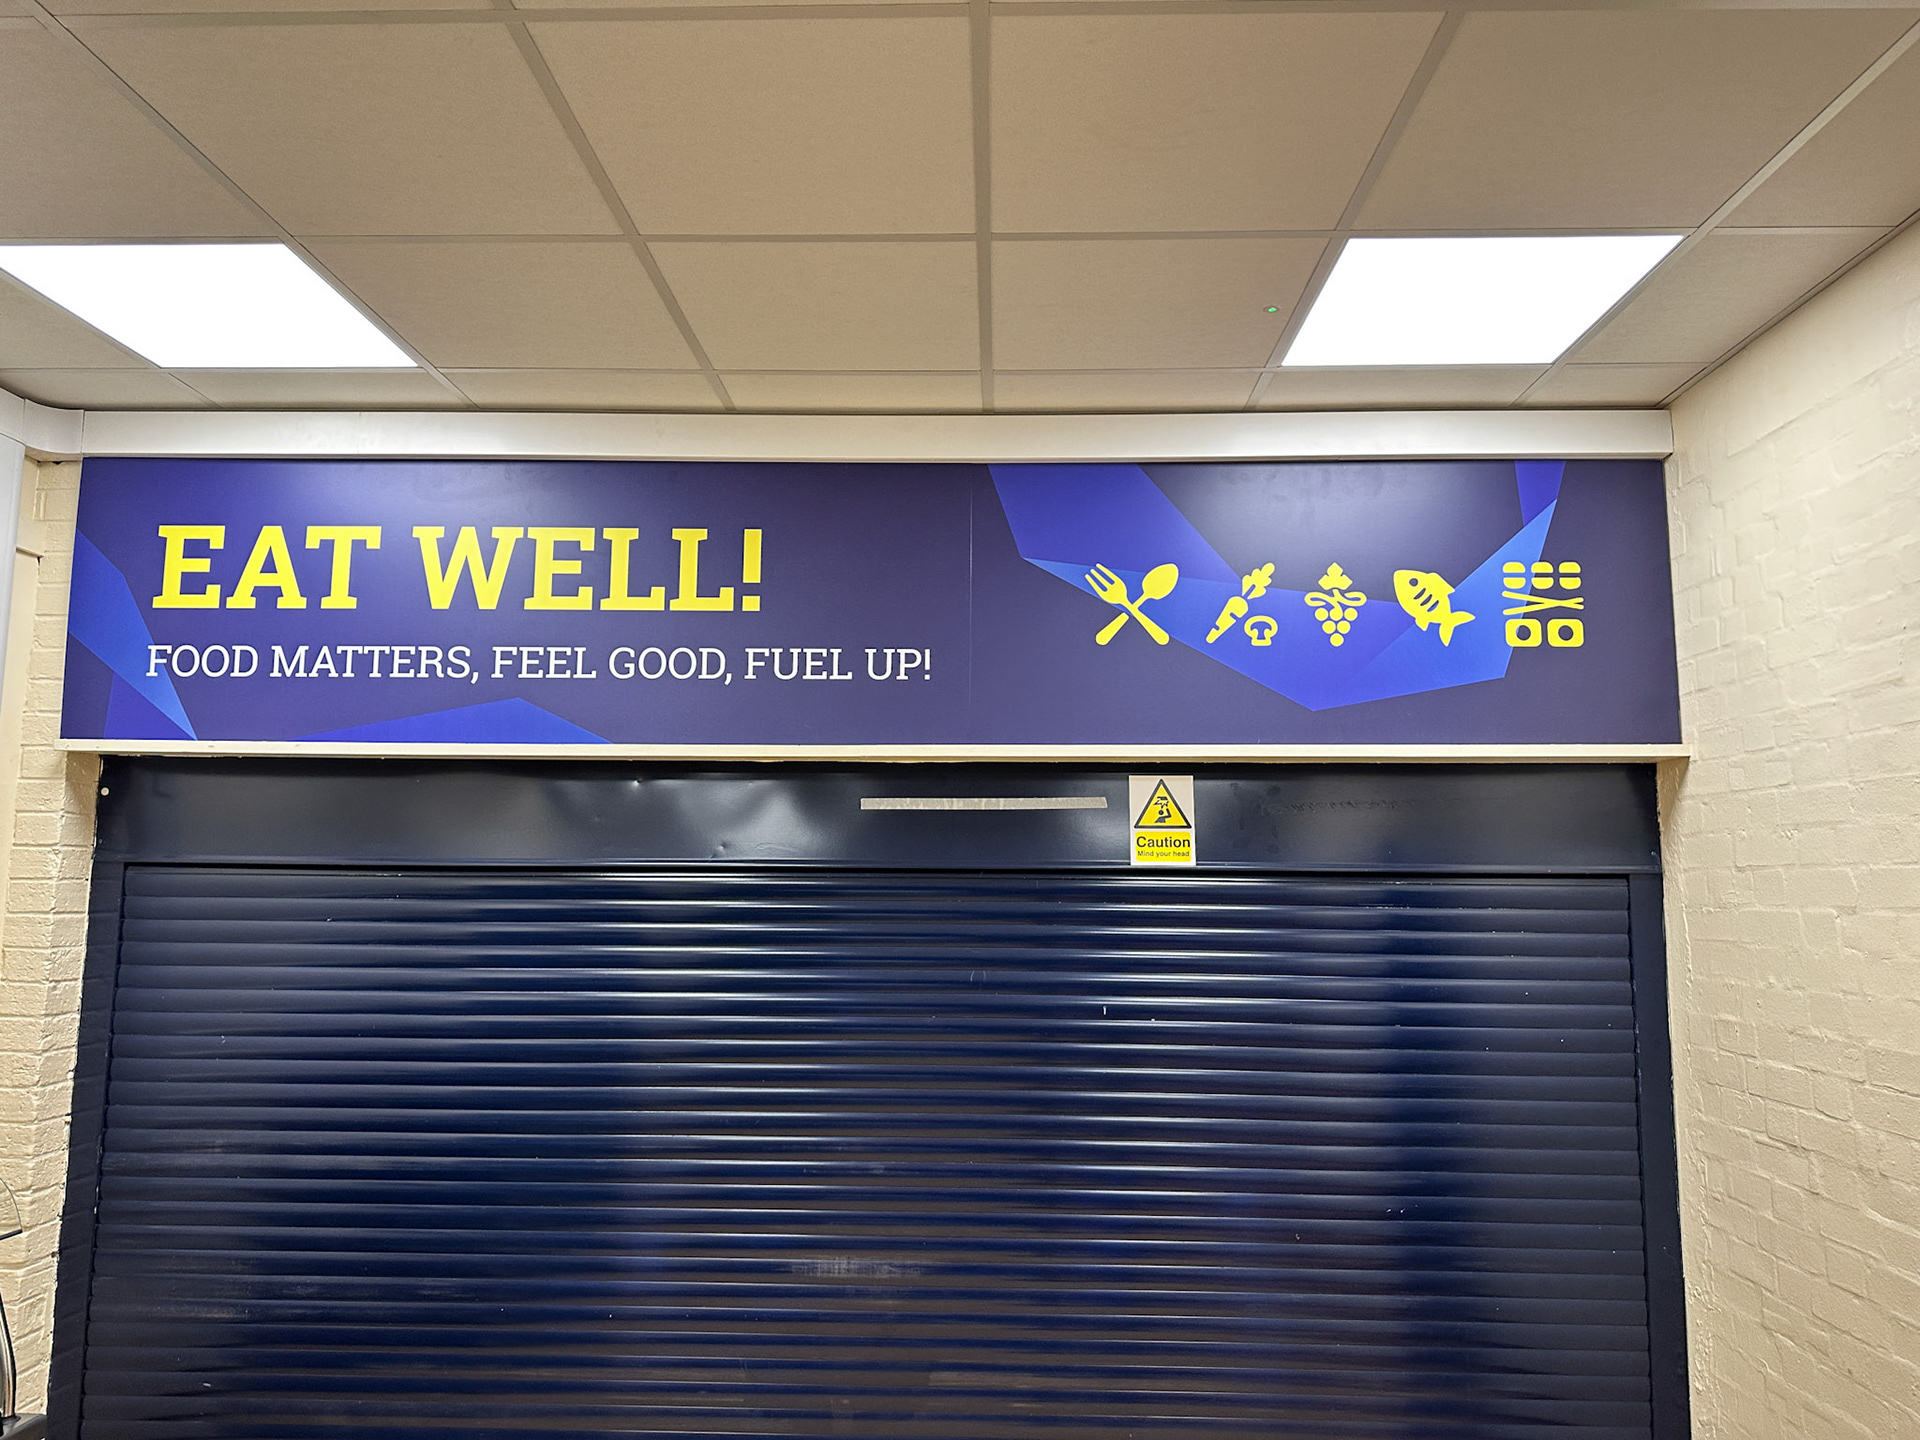 EAT WELL!
FOOD MATTERS, FEEL GOOD, FUEL UP!
Caution
Mind your head